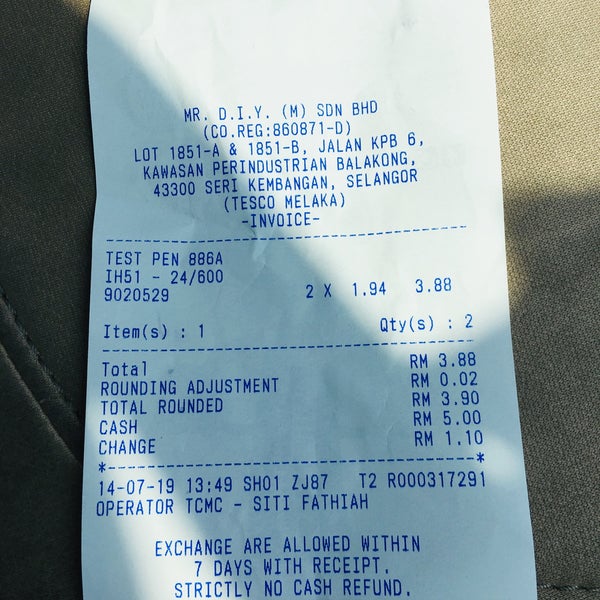 MR. D.I.Y. (M) SDN BHD
(CO.REG:860871-D)
LOT 1851-A & 1851-B, JALAN KPB 6,
KAWASAN PERINDUSTRIAN BALAKONG,
43300 SERI KEMBANGAN, SELANGOR
(TESCO MELAKA)
-INVOICE-
TEST PEN 886A
IH51 - 24/600
9020529 2 X 1.94 3.88
Item(s) : 1 Qty(s) : 2
Total RM 3.88
ROUNDING ADJUSTMENT RM 0.02
TOTAL ROUNDED RM 3.90
CASH RM 5.00
CHANGE RM 1.10
14-07-19 13:49 SH01 ZJ87 T2 R000317291
OPERATOR TCMC - SITI FATHIAH
EXCHANGE ARE ALLOWED WITHIN
7 DAYS WITH RECEIPT.
STRICTLY NO CASH REFUND.